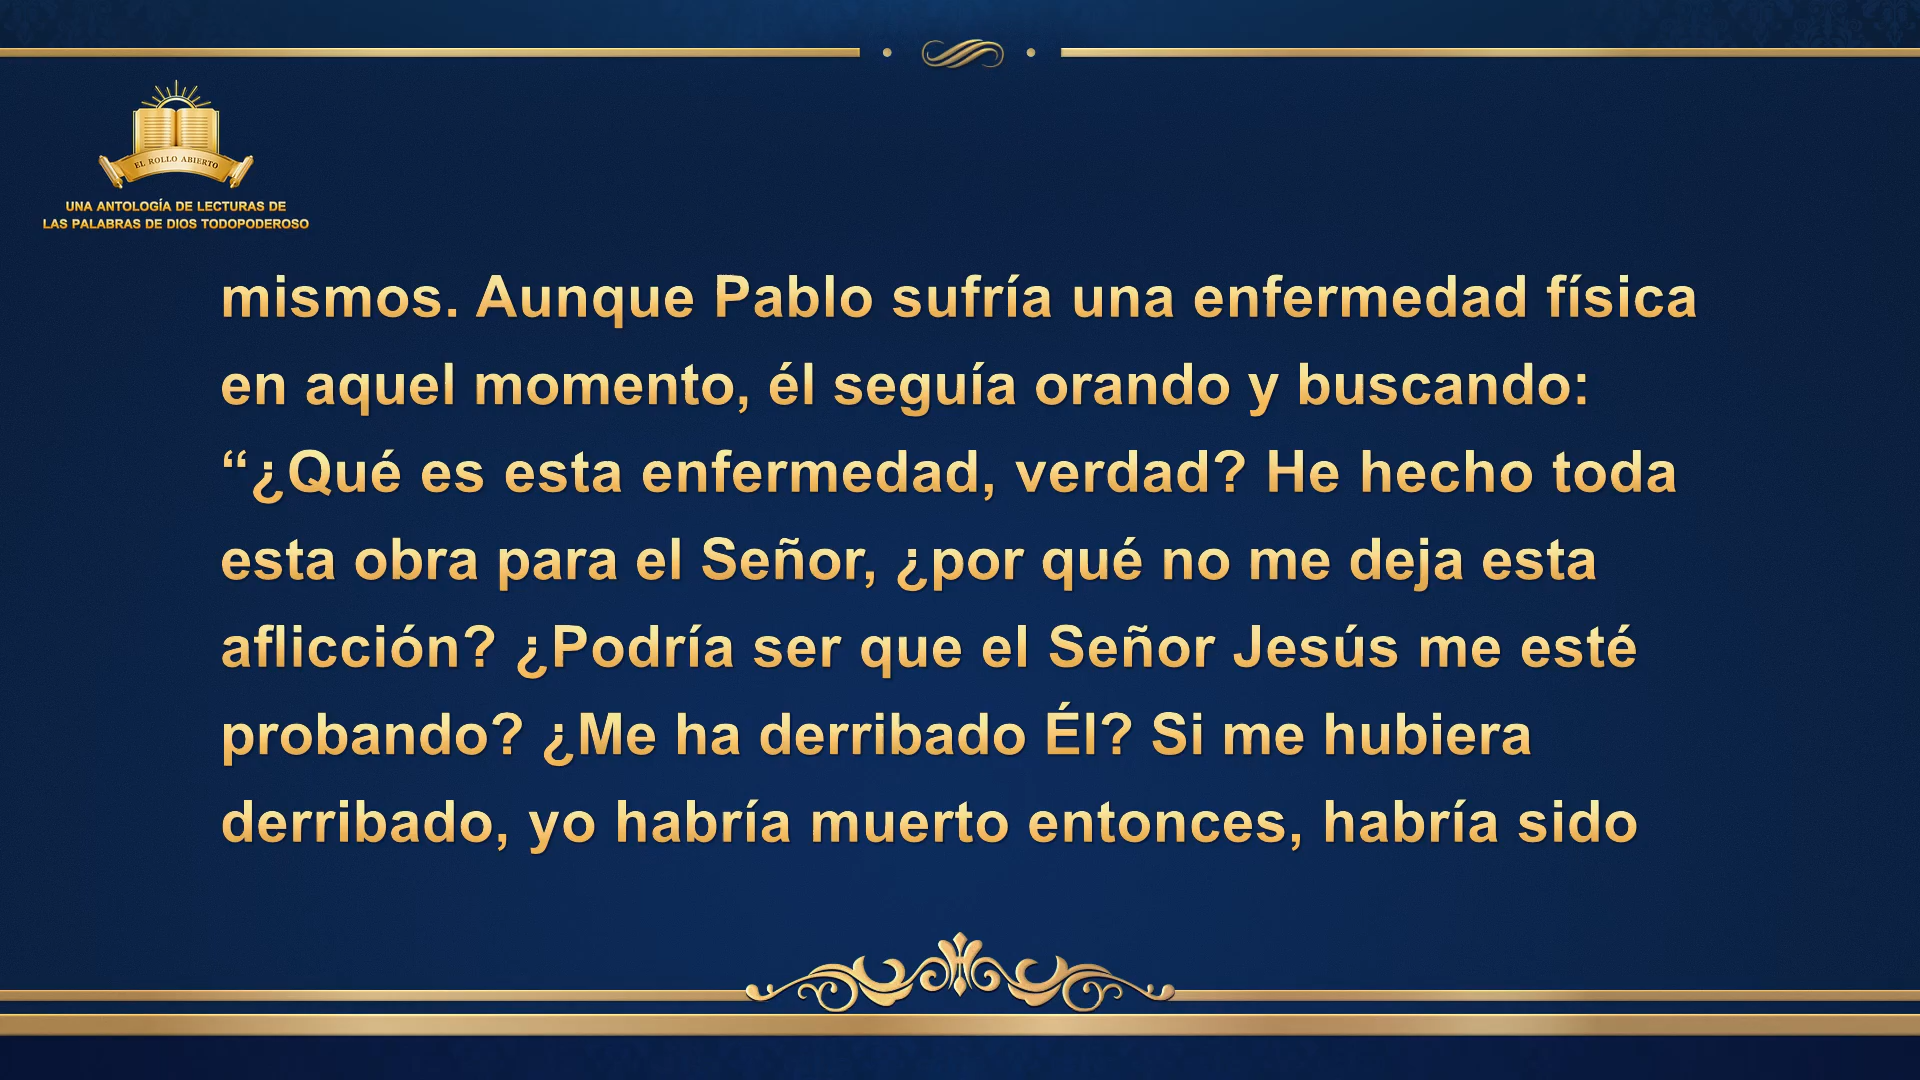 EL ROLLO ABIERTO
UNA ANTOLOGÍA DE LECTURAS DE
LAS PALABRAS DE DIOS TODOPODEROSO
mismos. Aunque Pablo sufría una enfermedad física
en aquel momento, él seguía orando y buscando:
“¿Qué es esta enfermedad, verdad? He hecho toda
esta obra para el Señor, ¿por qué no me deja esta
aflicción? ¿Podría ser que el Señor Jesús me esté
probando? ¿Me ha derribado Él? Si me hubiera
derribado, yo habría muerto entonces, habría sido